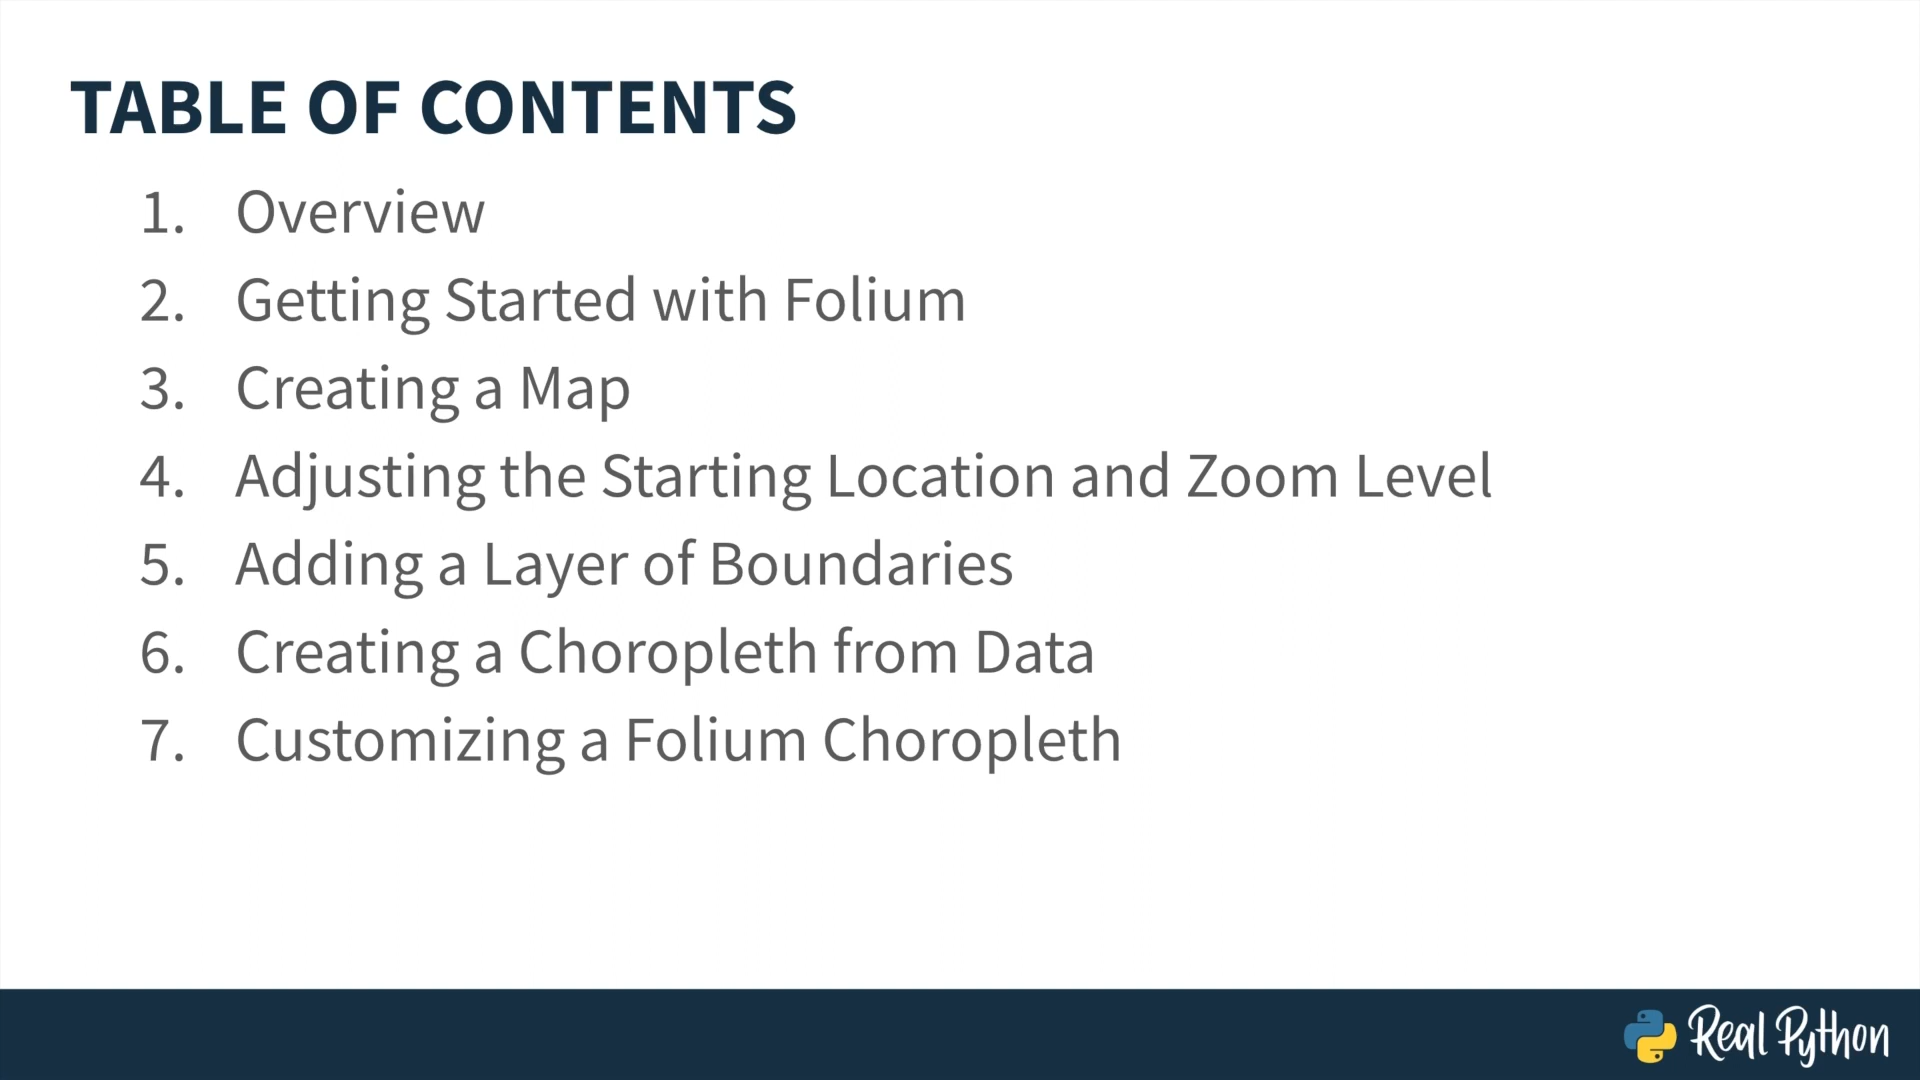 TABLE OF CONTENTS
1. Overview
2. Getting Started with Folium
3. Creating a Map
4. Adjusting the Starting Location and Zoom Level
5. Adding a Layer of Boundaries
6. Creating a Choropleth from Data
7. Customizing a Folium Choropleth
Real Python